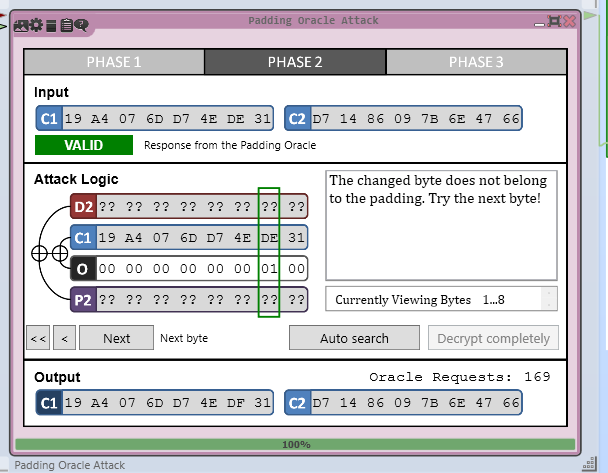 Padding Oracle Attack
PHASE 1 PHASE 2 PHASE 3
Input
C1 19 A4 07 6D D7 4E DE 31 C2 D7 14 86 09 7B 6E 47 66
VALID Response from the Padding Oracle
Attack Logic
D2 ?? ?? ?? ?? ?? ?? ?? ??
C1 19 A4 07 6D D7 4E DE 31
O 00 00 00 00 00 00 01 00
P2 ?? ?? ?? ?? ?? ?? ?? ??
The changed byte does not belong
to the padding. Try the next byte!
Currently Viewing Bytes 1...8
<< < Next Next byte Auto search Decrypt completely
Output Oracle Requests: 169
C1 19 A4 07 6D D7 4E DF 31 C2 D7 14 86 09 7B 6E 47 66
100%
Padding Oracle Attack